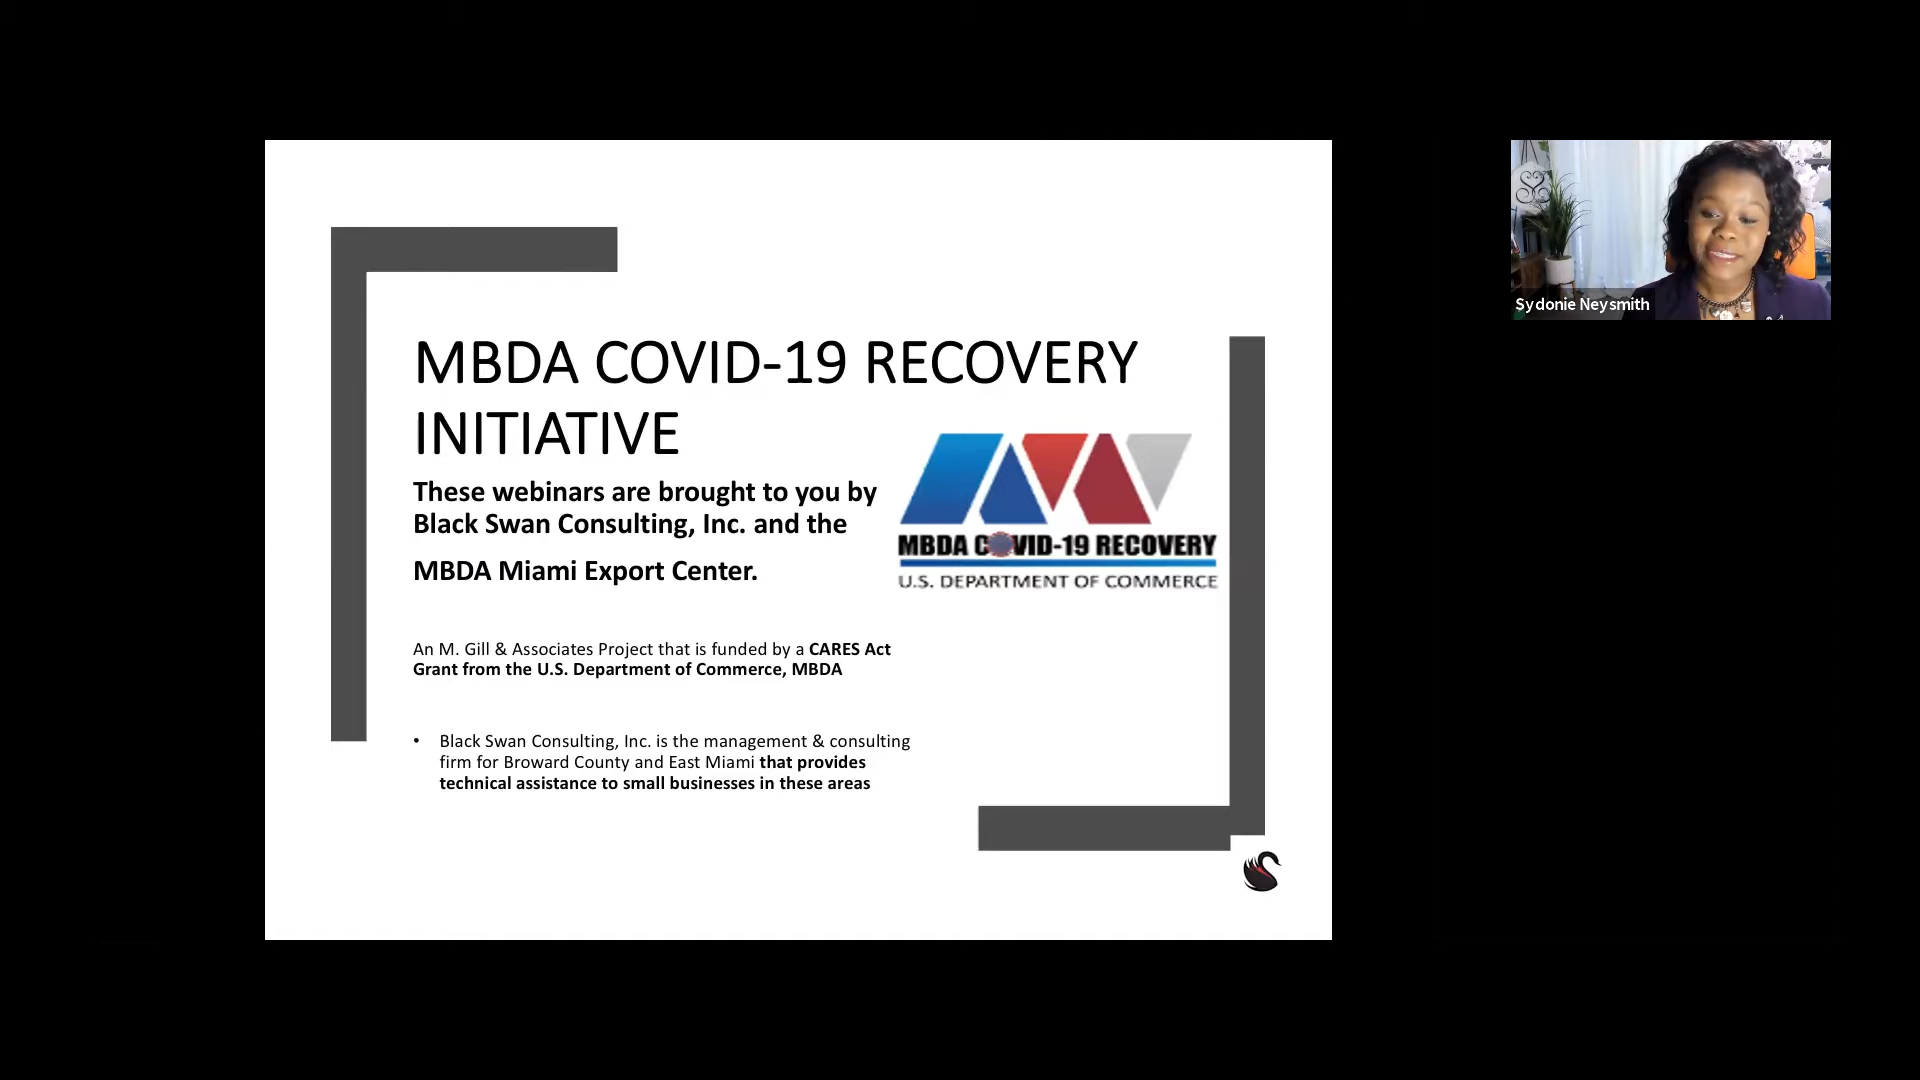 MBDA COVID-19 RECOVERY
INITIATIVE
These webinars are brought to you by
Black Swan Consulting, Inc. and the
MBDA Miami Export Center.
MBDA COVID-19 RECOVERY
U.S. DEPARTMENT OF COMMERCE
An M. Gill & Associates Project that is funded by a CARES Act
Grant from the U.S. Department of Commerce, MBDA
• Black Swan Consulting, Inc. is the management & consulting
firm for Broward County and East Miami that provides
technical assistance to small businesses in these areas
Sydonie Neysmith